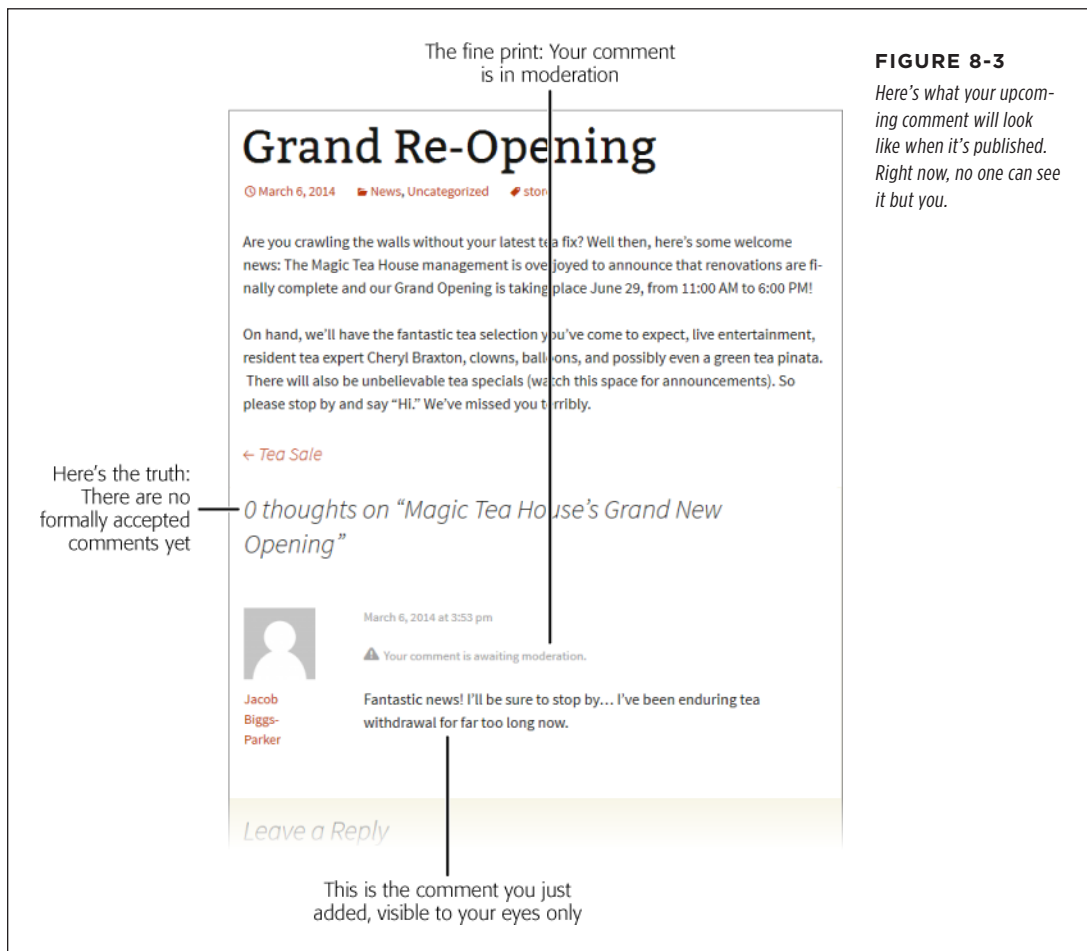 The fine print: Your comment
is in moderation
FIGURE 8-3
Here's what your upcom-
ing comment will look
like when it's published.
Right now, no one can see
it but you.
Grand Re-Opening
March 6, 2014 News, Uncategorized stor
Are you crawling the walls without your latest tea fix? Well then, here's some welcome
news: The Magic Tea House management is overjoyed to announce that renovations are fi-
nally complete and our Grand Opening is taking place June 29, from 11:00 AM to 6:00 PM!
On hand, we'll have the fantastic tea selection you've come to expect, live entertainment,
resident tea expert Cheryl Braxton, clowns, balloons, and possibly even a green tea pinata.
There will also be unbelievable tea specials (watch this space for announcements). So
please stop by and say “Hi.” We've missed you terribly.
← Tea Sale
Here's the truth:
There are no
formally accepted
comments yet
0 thoughts on “Magic Tea House's Grand New
Opening”
March 6, 2014 at 3:53 pm
Your comment is awaiting moderation.
Jacob
Biggs-
Parker
Fantastic news! I'll be sure to stop by… I've been enduring tea
withdrawal for far too long now.
Leave a Reply
This is the comment you just
added, visible to your eyes only